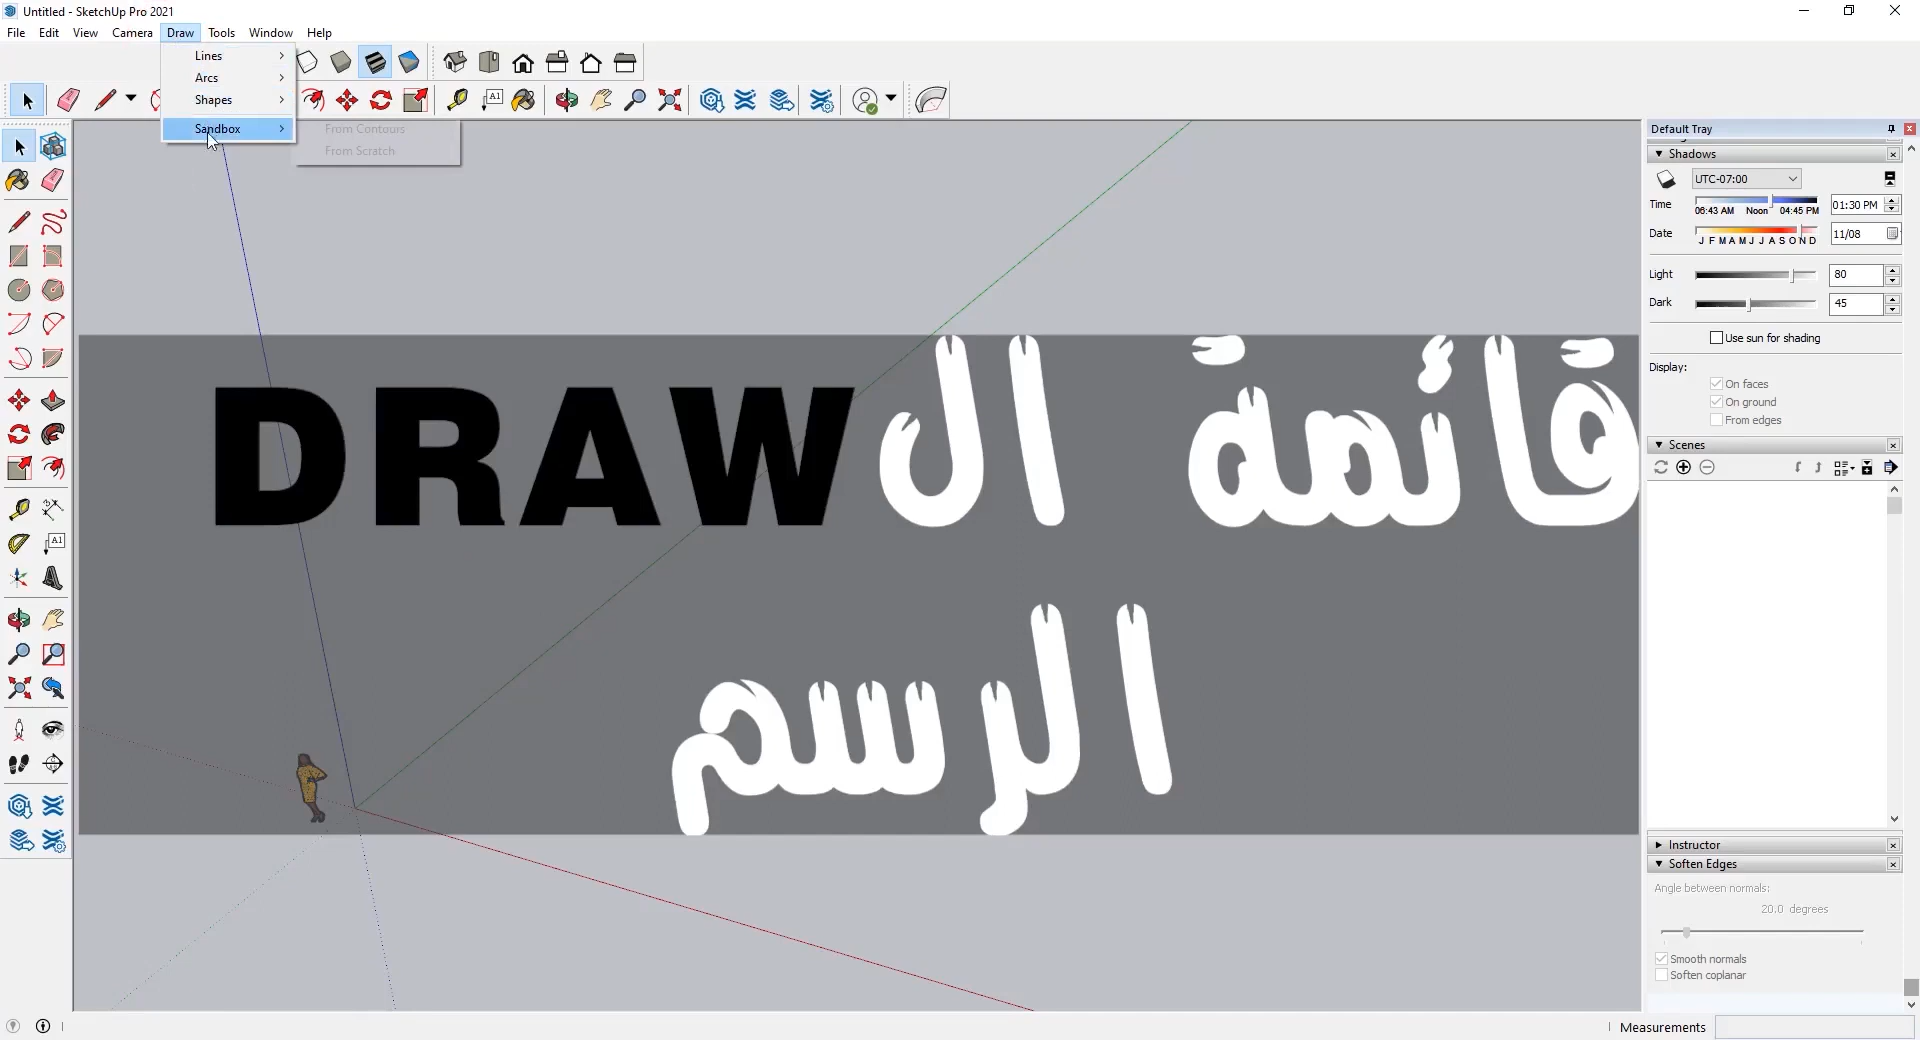 Untitled - SketchUp Pro 2021
File Edit View Camera Draw Tools Window Help
Lines
Arcs
Shapes
Sandbox
From Contours
From Scratch
A1
A1
Default Tray
Shadows
UTC-07:00
Time
06:43 AM Noon 04:45 PM
01:30 PM
Date
J F M A M J J A S O N D
11/08
Light
80
Dark
45
Use sun for shading
Display:
On faces
On ground
From edges
Scenes
Instructor
Soften Edges
Angle between normals:
20.0 degrees
Smooth normals
Soften coplanar
قائمة ال DRAW
الرسم
Measurements